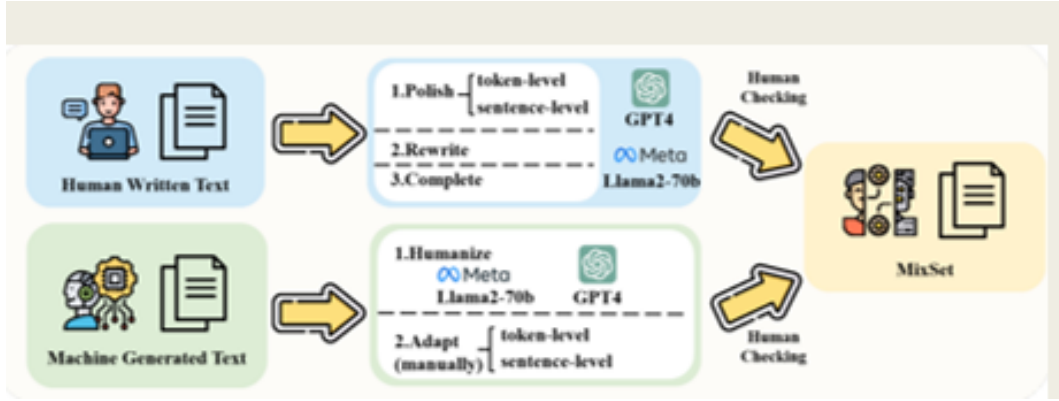 Human Written Text
1.Polish
token-level
sentence-level
2.Rewrite
3.Complete
GPT4
Meta
Llama2-70b
Human
Checking
Machine Generated Text
1.Humanize
Meta
Llama2-70b
GPT4
2.Adapt
(manually)
token-level
sentence-level
Human
Checking
MixSet